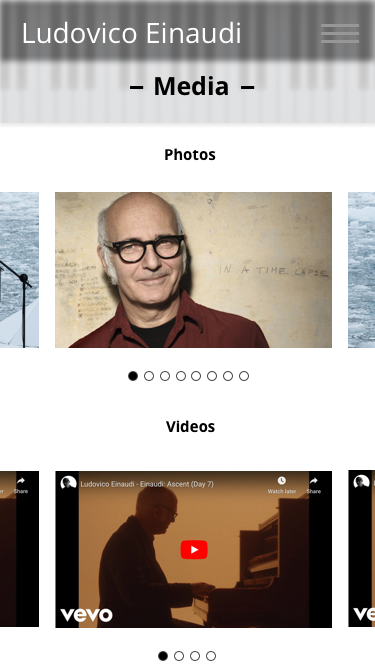 Ludovico Einaudi
– Media –
Photos
IN A TIME LAPSE
Videos
Share
Ludovico Einaudi - Einaudi: Ascent (Day 7)
Watch later
Share
vevo